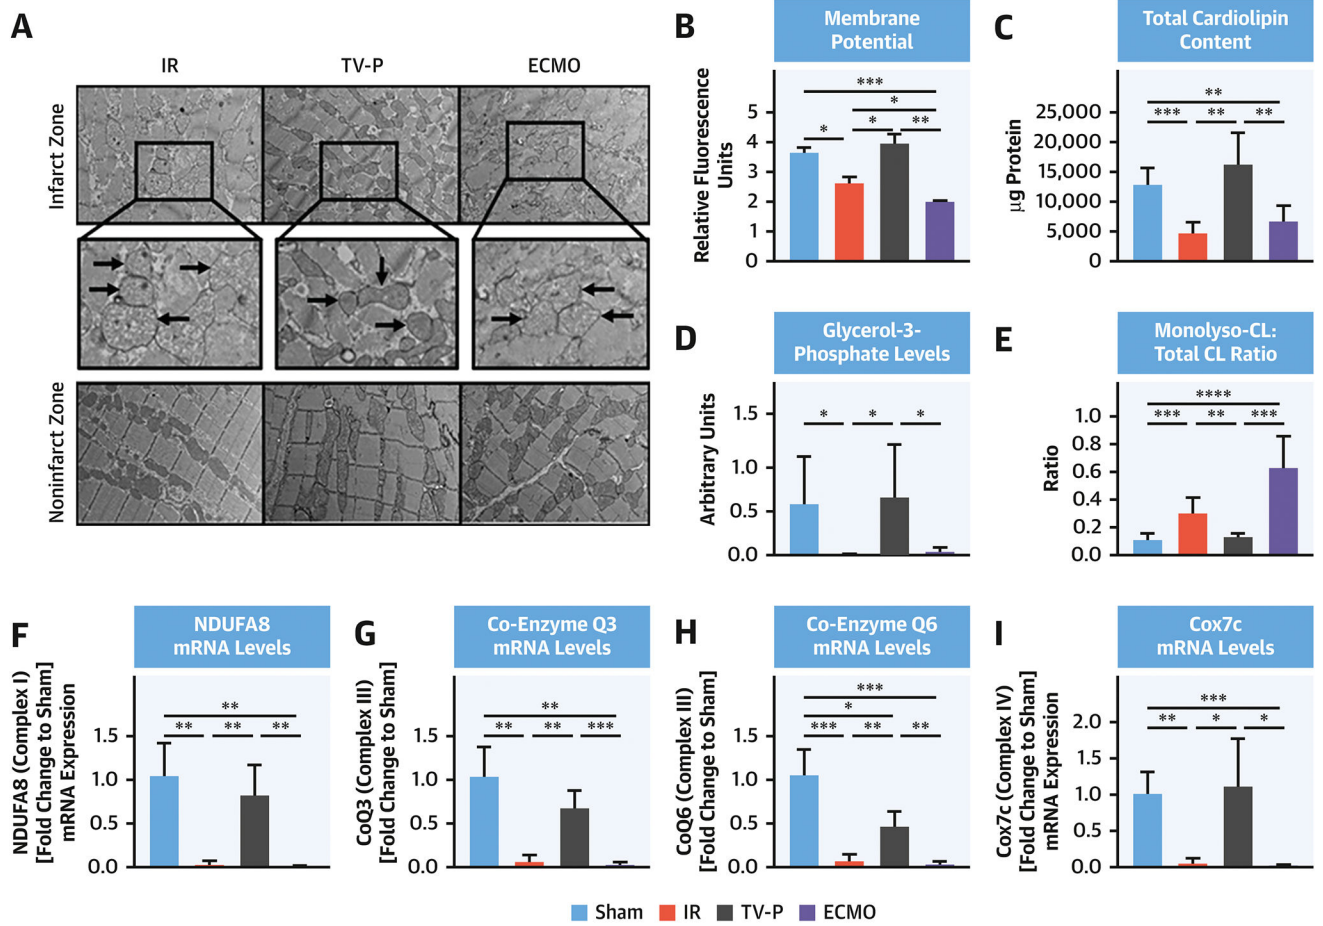 A
IR
TV-P
ECMO
Infarct Zone
Noninfarct Zone
B
Membrane
Potential
Relative Fluorescence
Units
5
4
3
2
1
0
***
*
* **
*
C
Total Cardiolipin
Content
μg Protein
25,000
20,000
15,000
10,000
5,000
0
**
*** ** **
D
Glycerol-3-
Phosphate Levels
Arbitrary Units
1.5
1.0
0.5
0.0
* * *
E
Monolyso-CL:
Total CL Ratio
Ratio
1.0
0.8
0.6
0.4
0.2
0.0
****
*** ** ***
F
NDUFA8
mRNA Levels
NDUFA8 (Complex I)
[Fold Change to Sham]
mRNA Expression
1.5
1.0
0.5
0.0
**
** ** **
G
Co-Enzyme Q3
mRNA Levels
CoQ3 (Complex III)
[Fold Change to Sham]
1.5
1.0
0.5
0.0
**
** ** ***
H
Co-Enzyme Q6
mRNA Levels
CoQ6 (Complex III)
[Fold Change to Sham]
1.5
1.0
0.5
0.0
***
*
*** ** **
I
Cox7c
mRNA Levels
Cox7c (Complex IV)
[Fold Change to Sham]
mRNA Expression
2.0
1.5
1.0
0.5
0.0
***
** * *
Sham IR TV-P ECMO